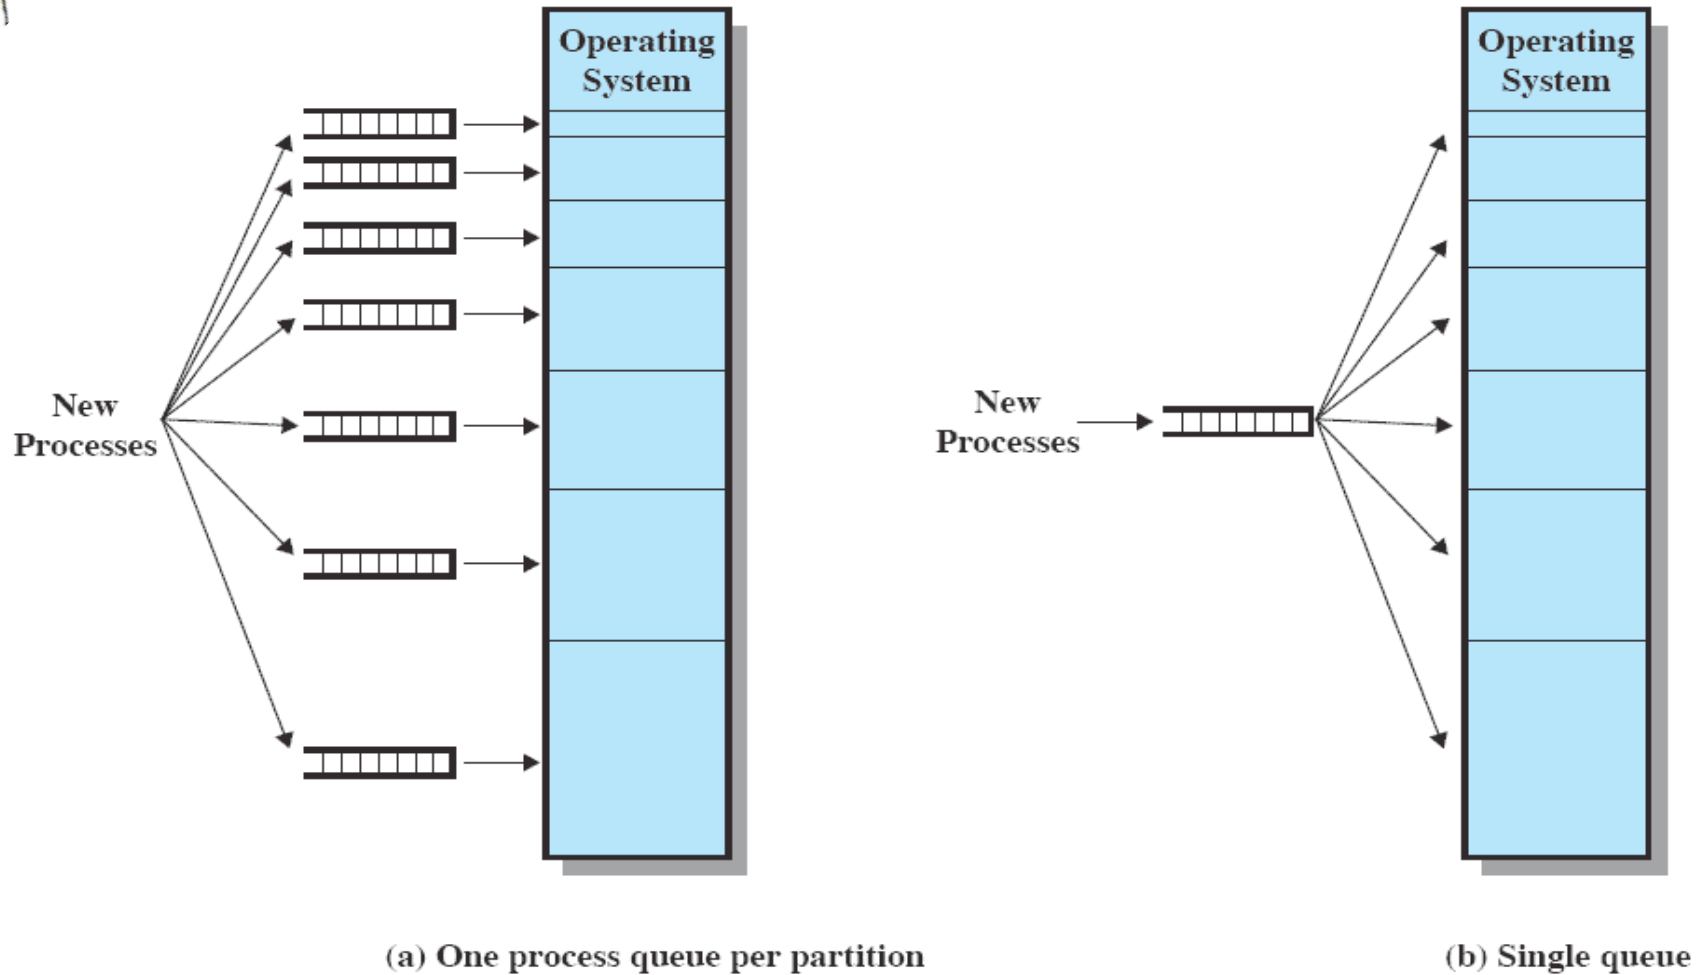 Operating
System
New
Processes
(a) One process queue per partition
Operating
System
New
Processes
(b) Single queue